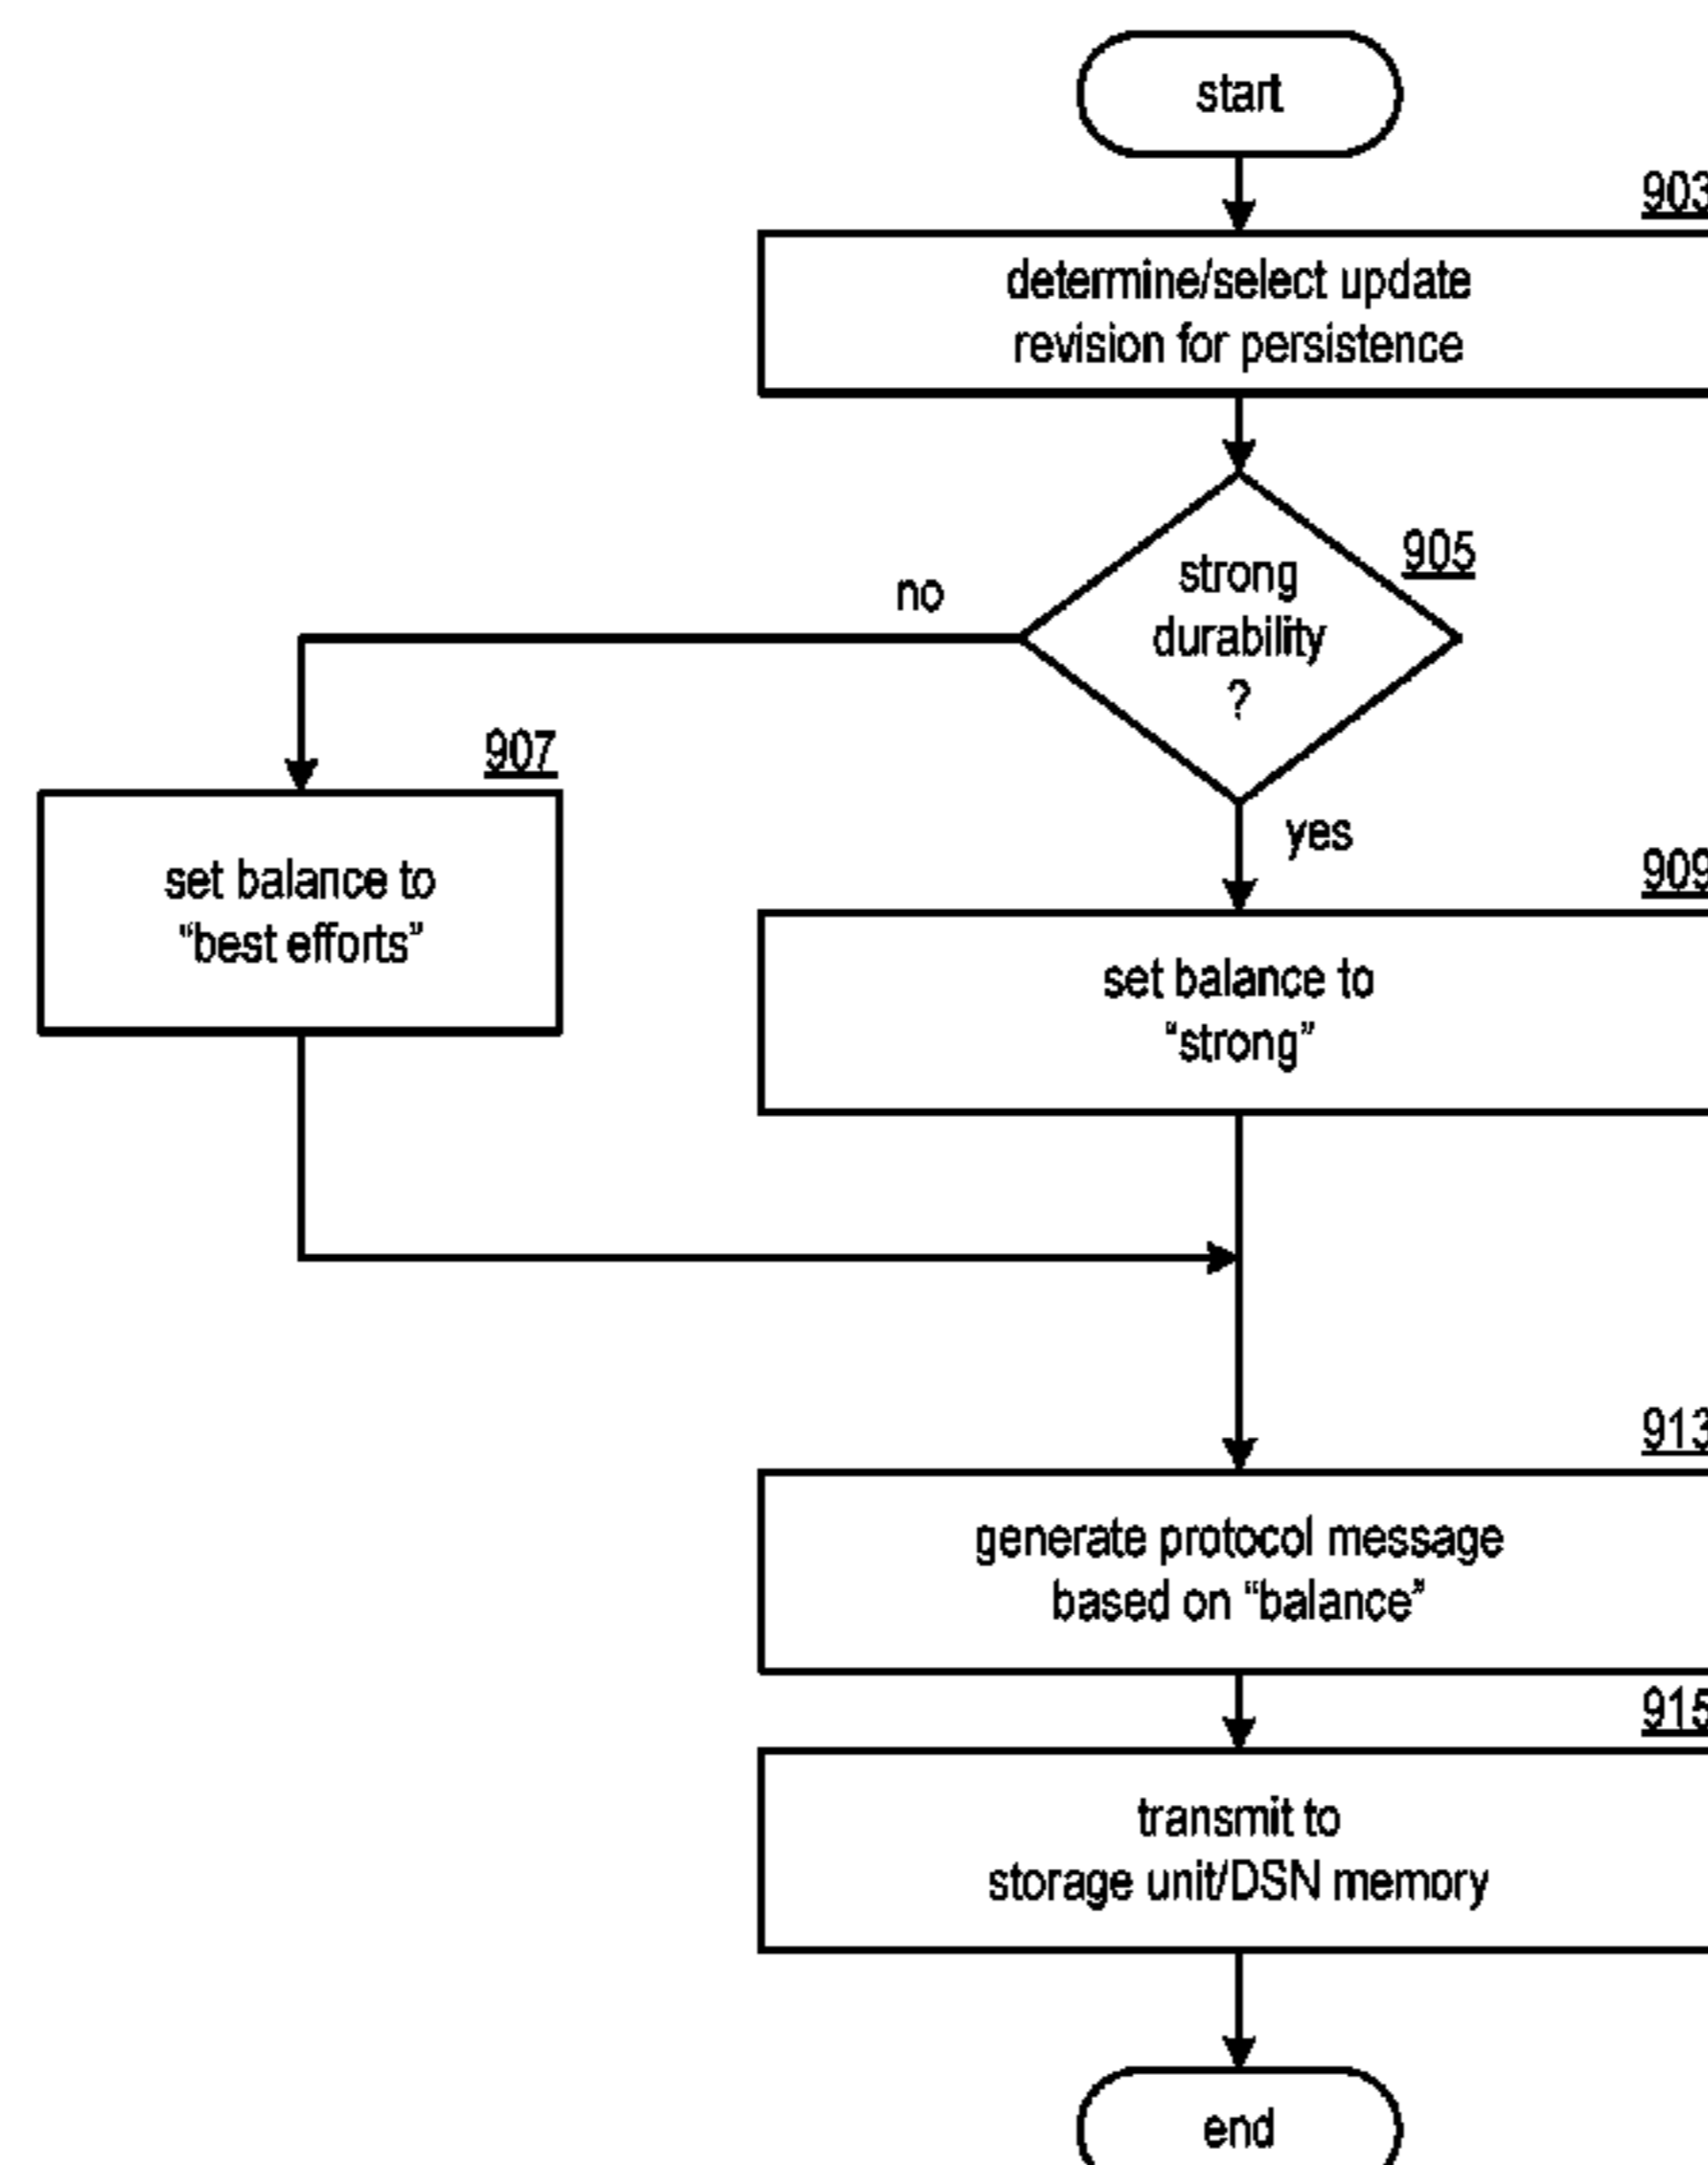 start
903
determine/select update
revision for persistence
905
strong
durability
?
no
yes
907
set balance to
“best efforts”
909
set balance to
“strong”
913
generate protocol message
based on “balance”
915
transmit to
storage unit/DSN memory
end